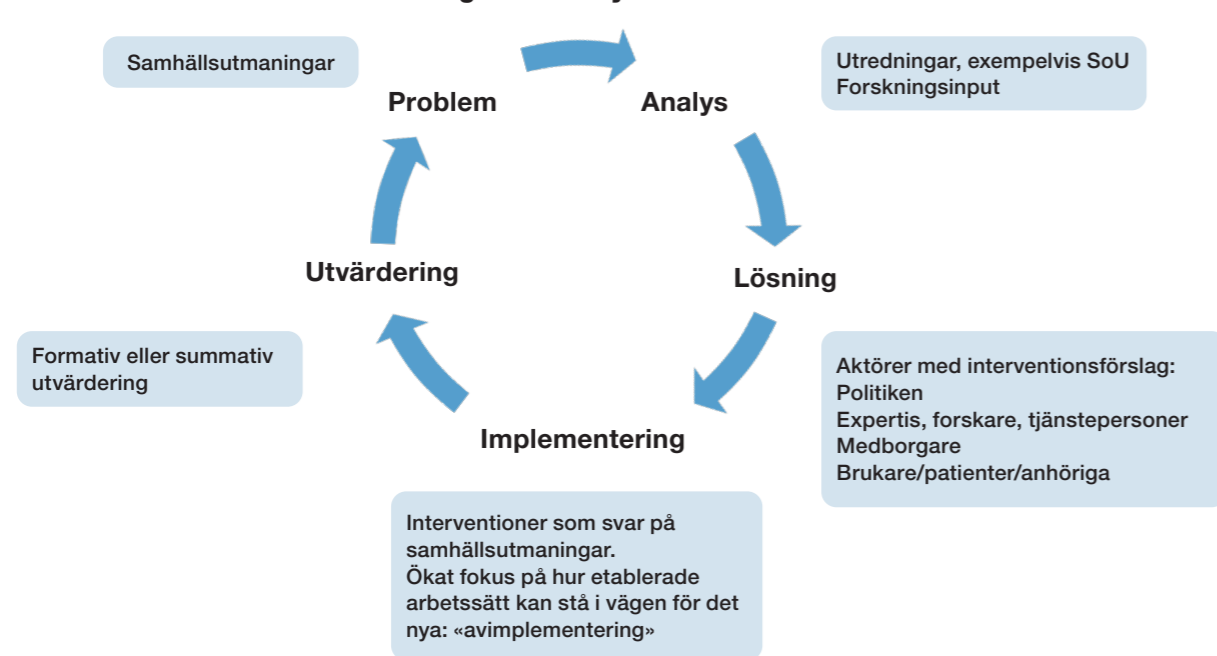 Samhällsutmaningar
Problem
Analys
Utredningar, exempelvis SoU
Forskningsinput
Utvärdering
Lösning
Formativ eller summativ
utvärdering
Aktörer med interventionsförslag:
Politiken
Expertis, forskare, tjänstepersoner
Medborgare
Brukare/patienter/anhöriga
Implementering
Interventioner som svar på
samhällsutmaningar.
Ökat fokus på hur etablerade
arbetssätt kan stå i vägen för det
nya: «avimplementering»